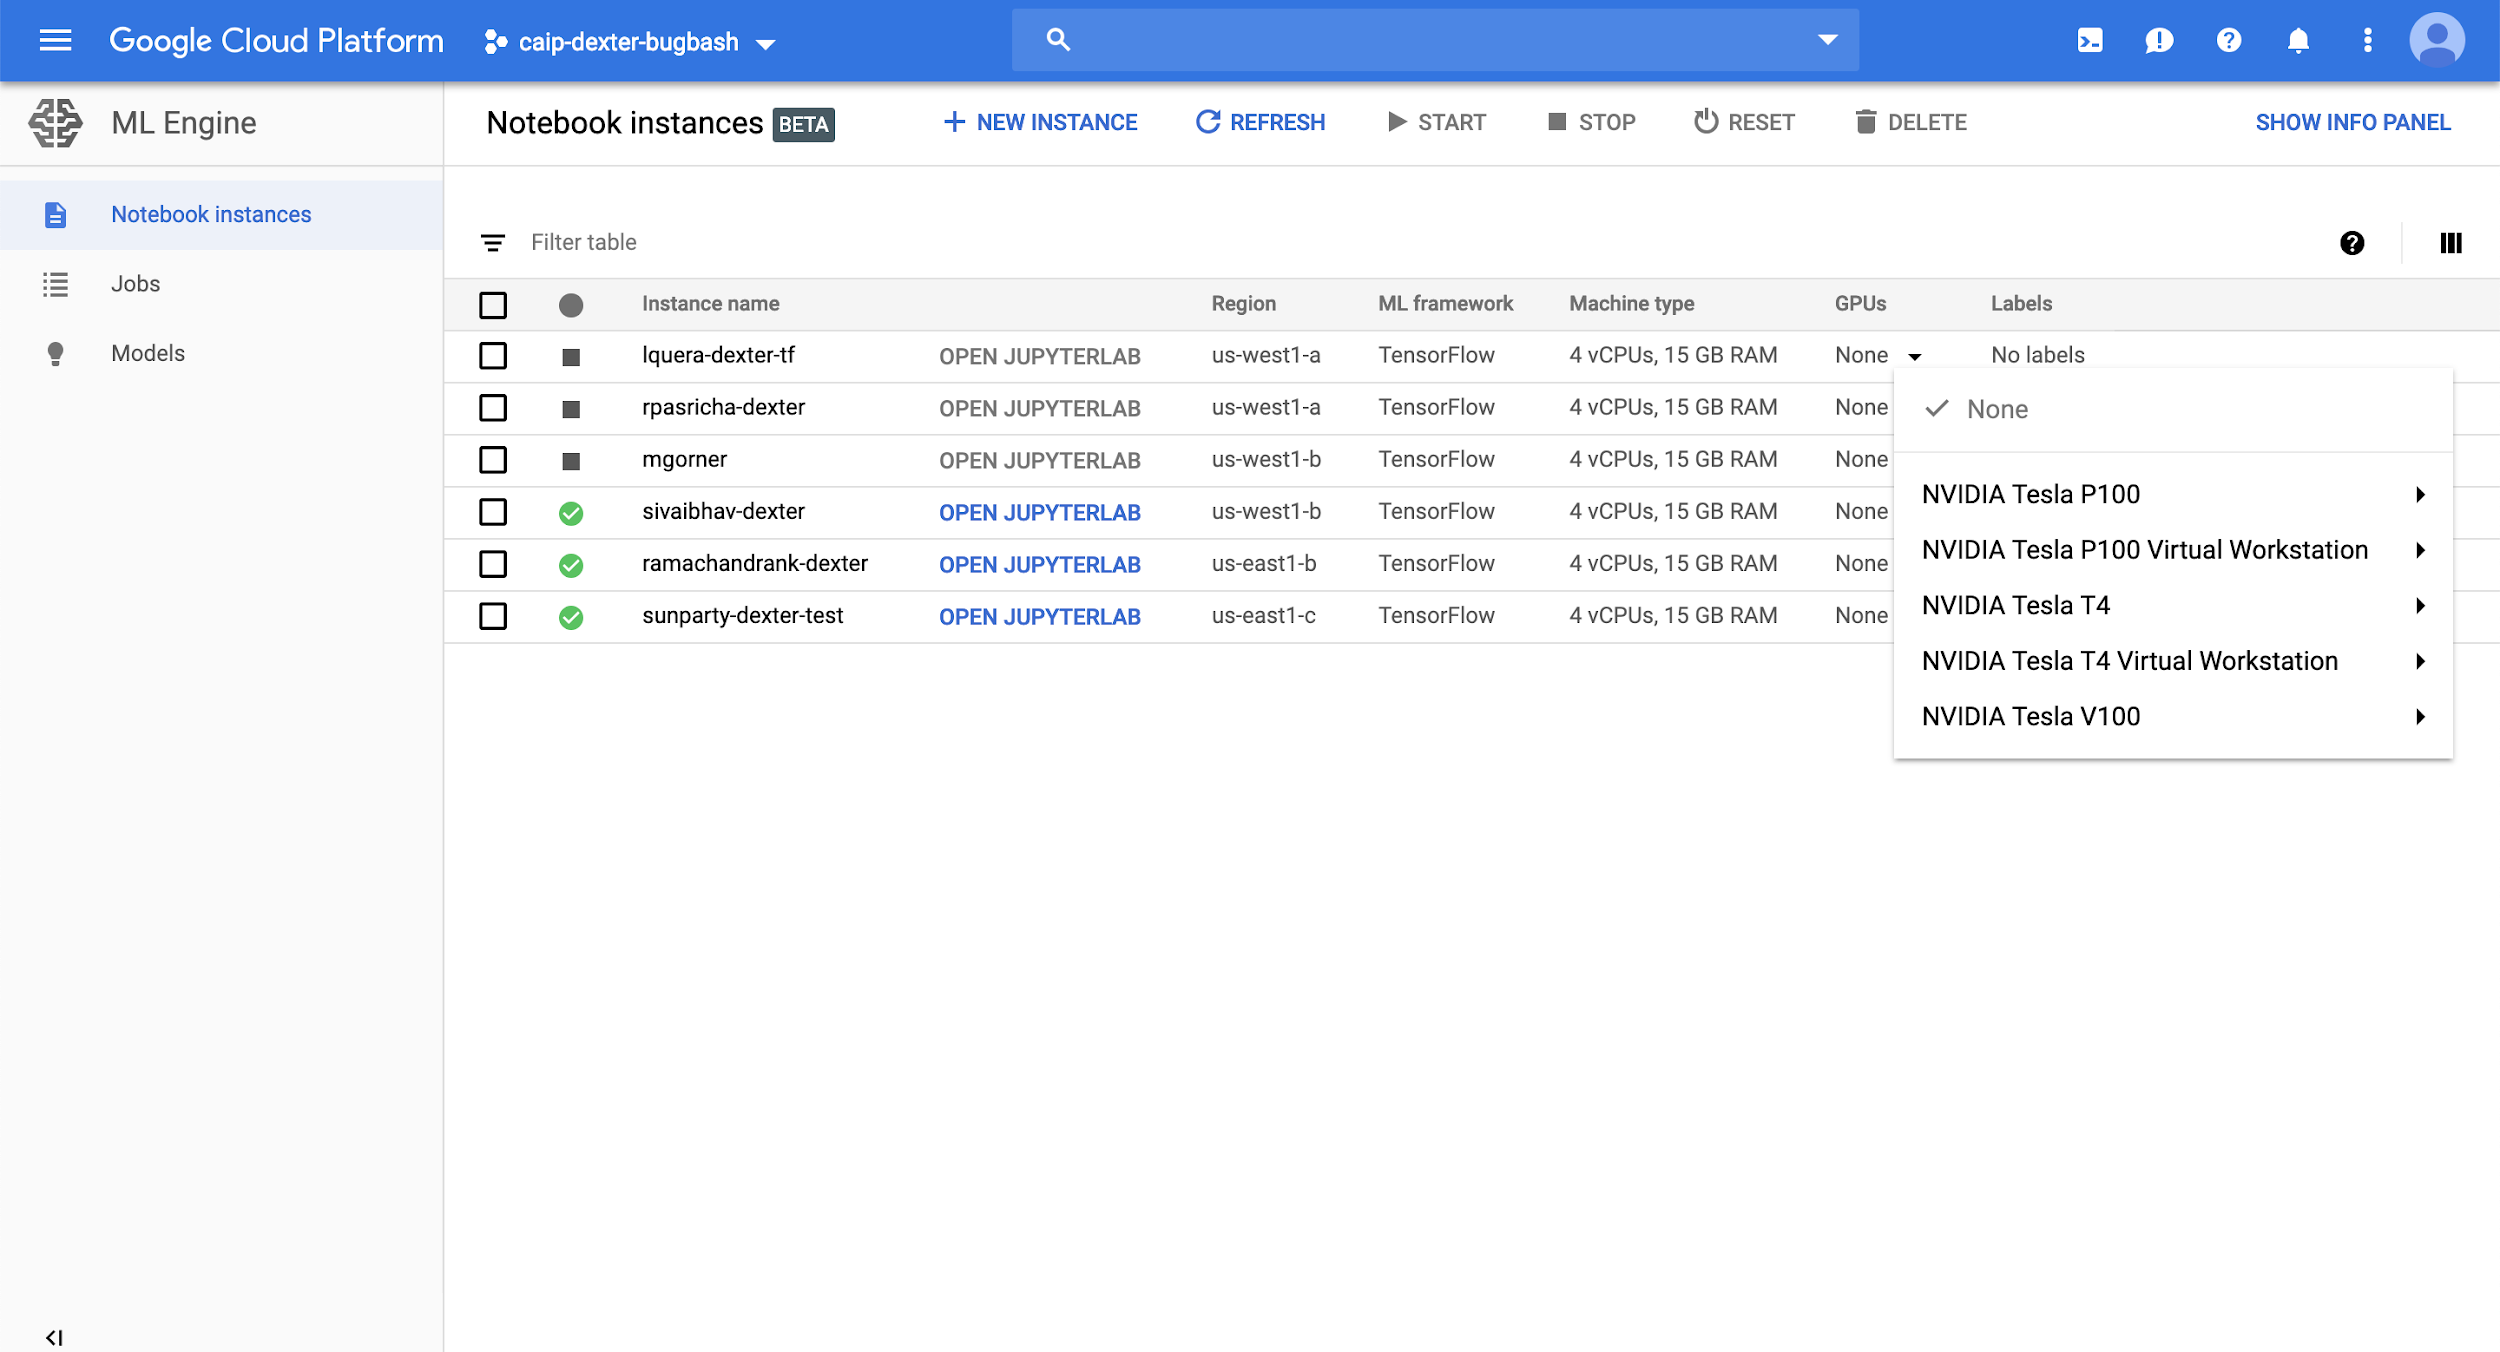 Google Cloud Platform caip-dexter-bugbash
ML Engine
Notebook instances BETA NEW INSTANCE REFRESH START STOP RESET DELETE SHOW INFO PANEL
Notebook instances
Jobs
Models
Filter table
Instance name Region ML framework Machine type GPUs Labels
lquera-dexter-tf OPEN JUPYTERLAB us-west1-a TensorFlow 4 vCPUs, 15 GB RAM None No labels
rpasricha-dexter OPEN JUPYTERLAB us-west1-a TensorFlow 4 vCPUs, 15 GB RAM None
mgorner OPEN JUPYTERLAB us-west1-b TensorFlow 4 vCPUs, 15 GB RAM None
sivaibhav-dexter OPEN JUPYTERLAB us-west1-b TensorFlow 4 vCPUs, 15 GB RAM None
ramachandrank-dexter OPEN JUPYTERLAB us-east1-b TensorFlow 4 vCPUs, 15 GB RAM None
sunparty-dexter-test OPEN JUPYTERLAB us-east1-c TensorFlow 4 vCPUs, 15 GB RAM None
None
NVIDIA Tesla P100
NVIDIA Tesla P100 Virtual Workstation
NVIDIA Tesla T4
NVIDIA Tesla T4 Virtual Workstation
NVIDIA Tesla V100